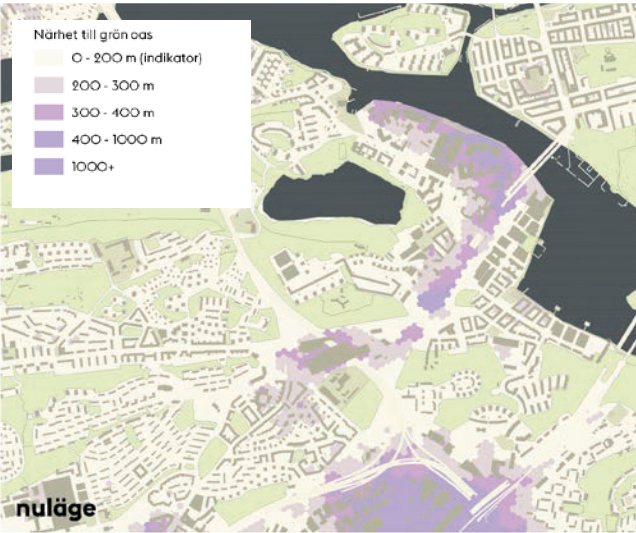 Närhet till grön oas
0 - 200 m (indikator)
200 - 300 m
300 - 400 m
400 - 1000 m
1000+
nuläge